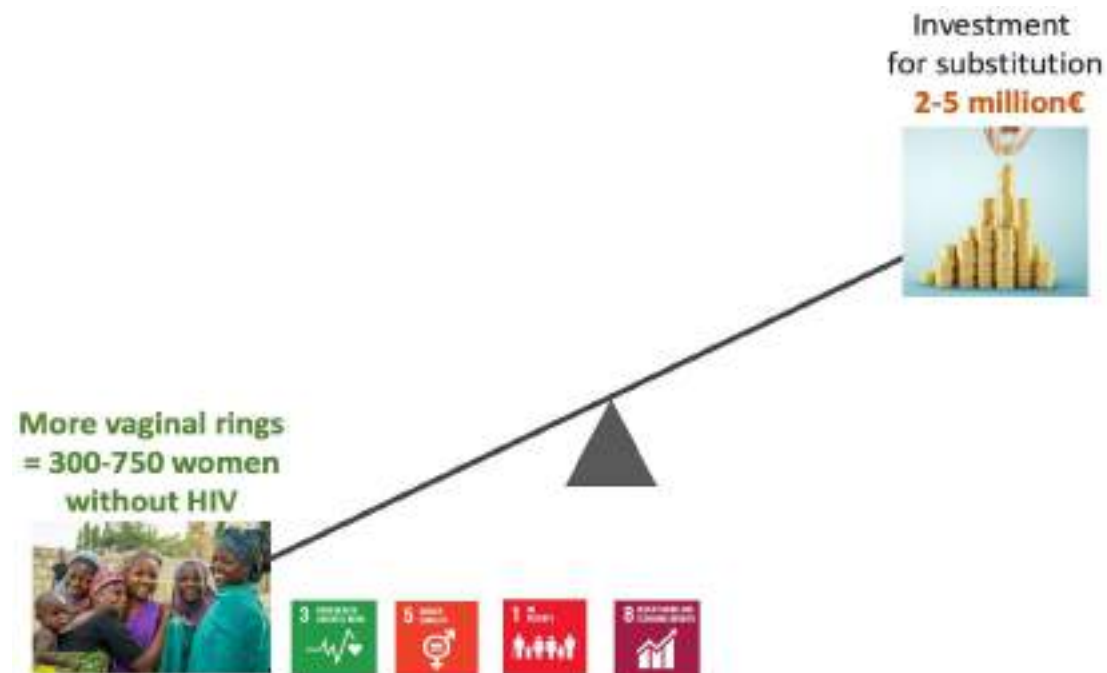 Investment
for substitution
2-5 million€
More vaginal rings
= 300-750 women
without HIV
3
5
1
8